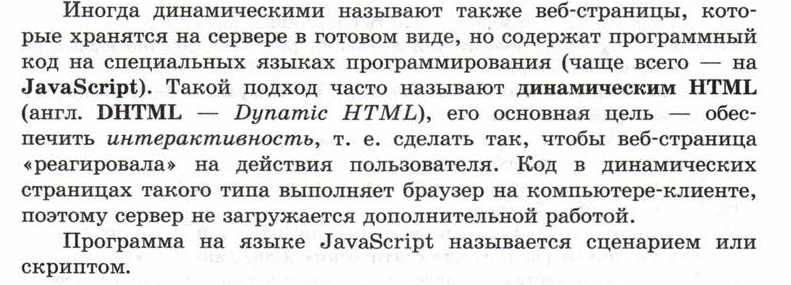 Иногда динамическими называют также веб-страницы, кото-
рые хранятся на сервере в готовом виде, но содержат программный
код на специальных языках программирования (чаще всего — на
JavaScript). Такой подход часто называют динамическим HTML
(англ. DHTML — Dynamic HTML), его основная цель — обес-
печить интерактивность, т. е. сделать так, чтобы веб-страница
«реагировала» на действия пользователя. Код в динамических
страницах такого типа выполняет браузер на компьютере-клиенте,
поэтому сервер не загружается дополнительной работой.
Программа на языке JavaScript называется сценарием или
скриптом.